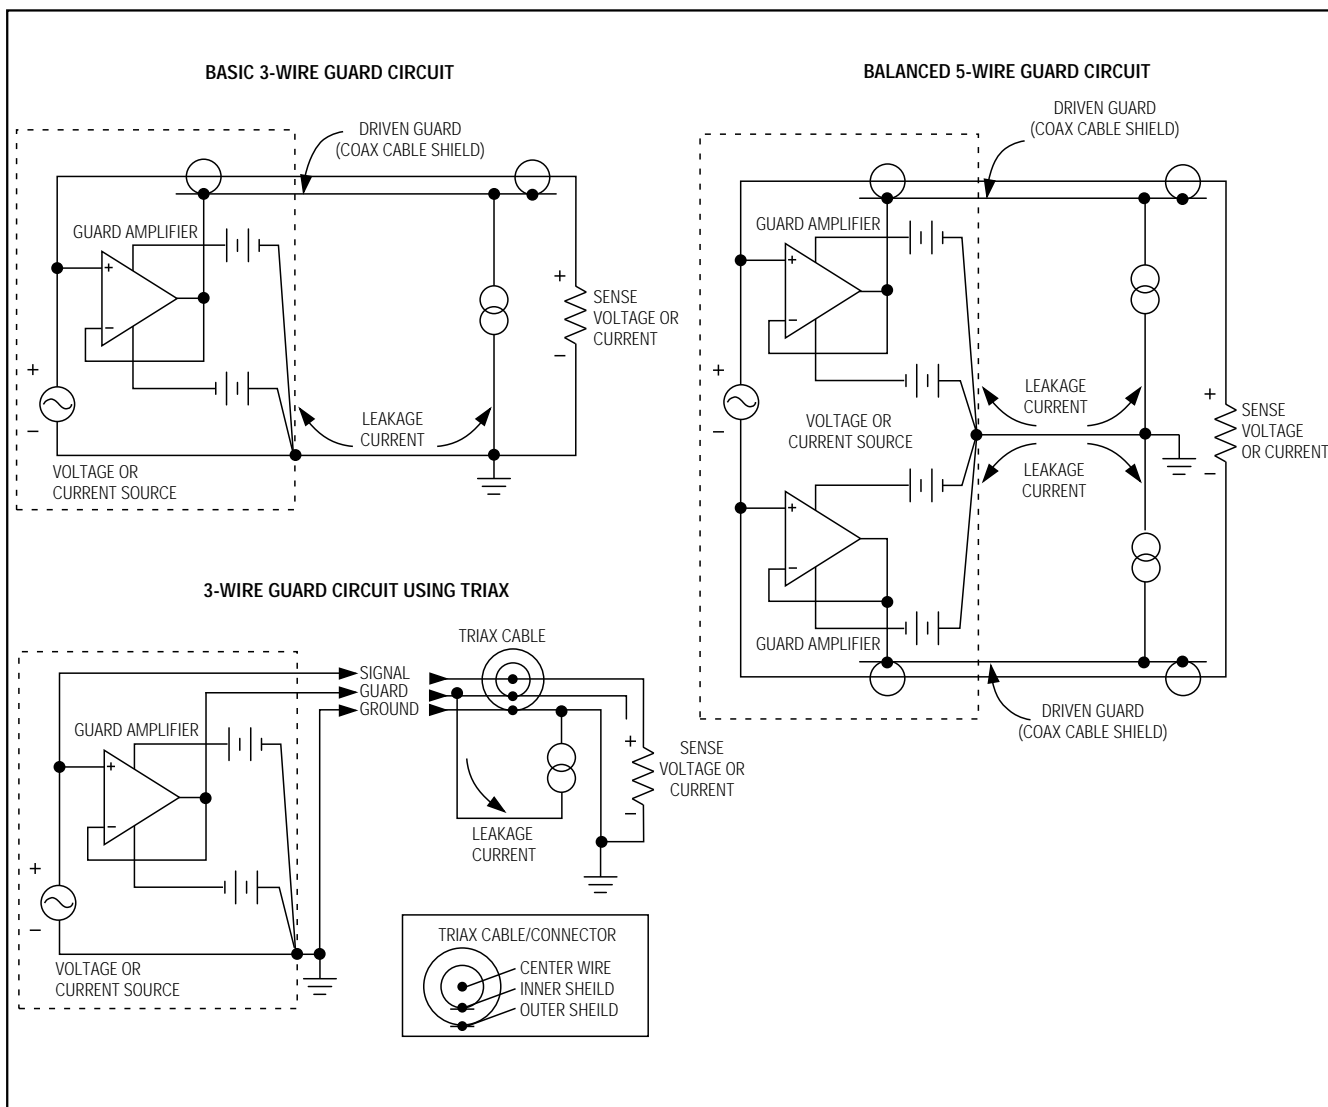 BASIC 3-WIRE GUARD CIRCUIT
DRIVEN GUARD
(COAX CABLE SHIELD)
GUARD AMPLIFIER
+
−
+
−
+
−
SENSE
VOLTAGE OR
CURRENT
LEAKAGE
CURRENT
VOLTAGE OR
CURRENT SOURCE
BALANCED 5-WIRE GUARD CIRCUIT
DRIVEN GUARD
(COAX CABLE SHIELD)
GUARD AMPLIFIER
+
−
+
−
LEAKAGE
CURRENT
VOLTAGE OR
CURRENT SOURCE
+
−
SENSE
VOLTAGE
OR CURRENT
LEAKAGE
CURRENT
+
−
GUARD AMPLIFIER
DRIVEN GUARD
(COAX CABLE SHIELD)
3-WIRE GUARD CIRCUIT USING TRIAX
TRIAX CABLE
SIGNAL
GUARD
GROUND
GUARD AMPLIFIER
+
−
+
−
+
−
SENSE
VOLTAGE OR
CURRENT
LEAKAGE
CURRENT
VOLTAGE OR
CURRENT SOURCE
TRIAX CABLE/CONNECTOR
CENTER WIRE
INNER SHEILD
OUTER SHEILD